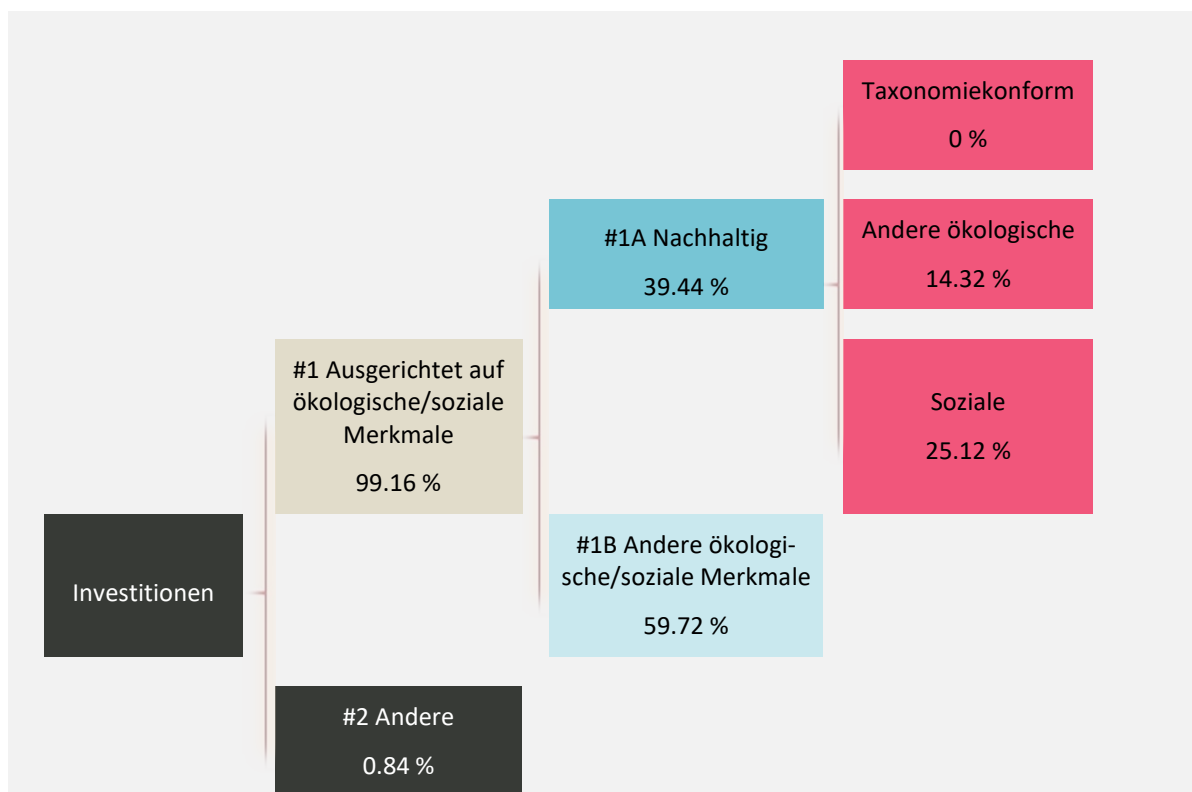 Taxonomiekonform
0 %
#1A Nachhaltig
39.44 %
Andere ökologische
14.32 %
#1 Ausgerichtet auf
ökologische/soziale
Merkmale
99.16 %
Soziale
25.12 %
Investitionen
#1B Andere ökologi-
sche/soziale Merkmale
59.72 %
#2 Andere
0.84 %